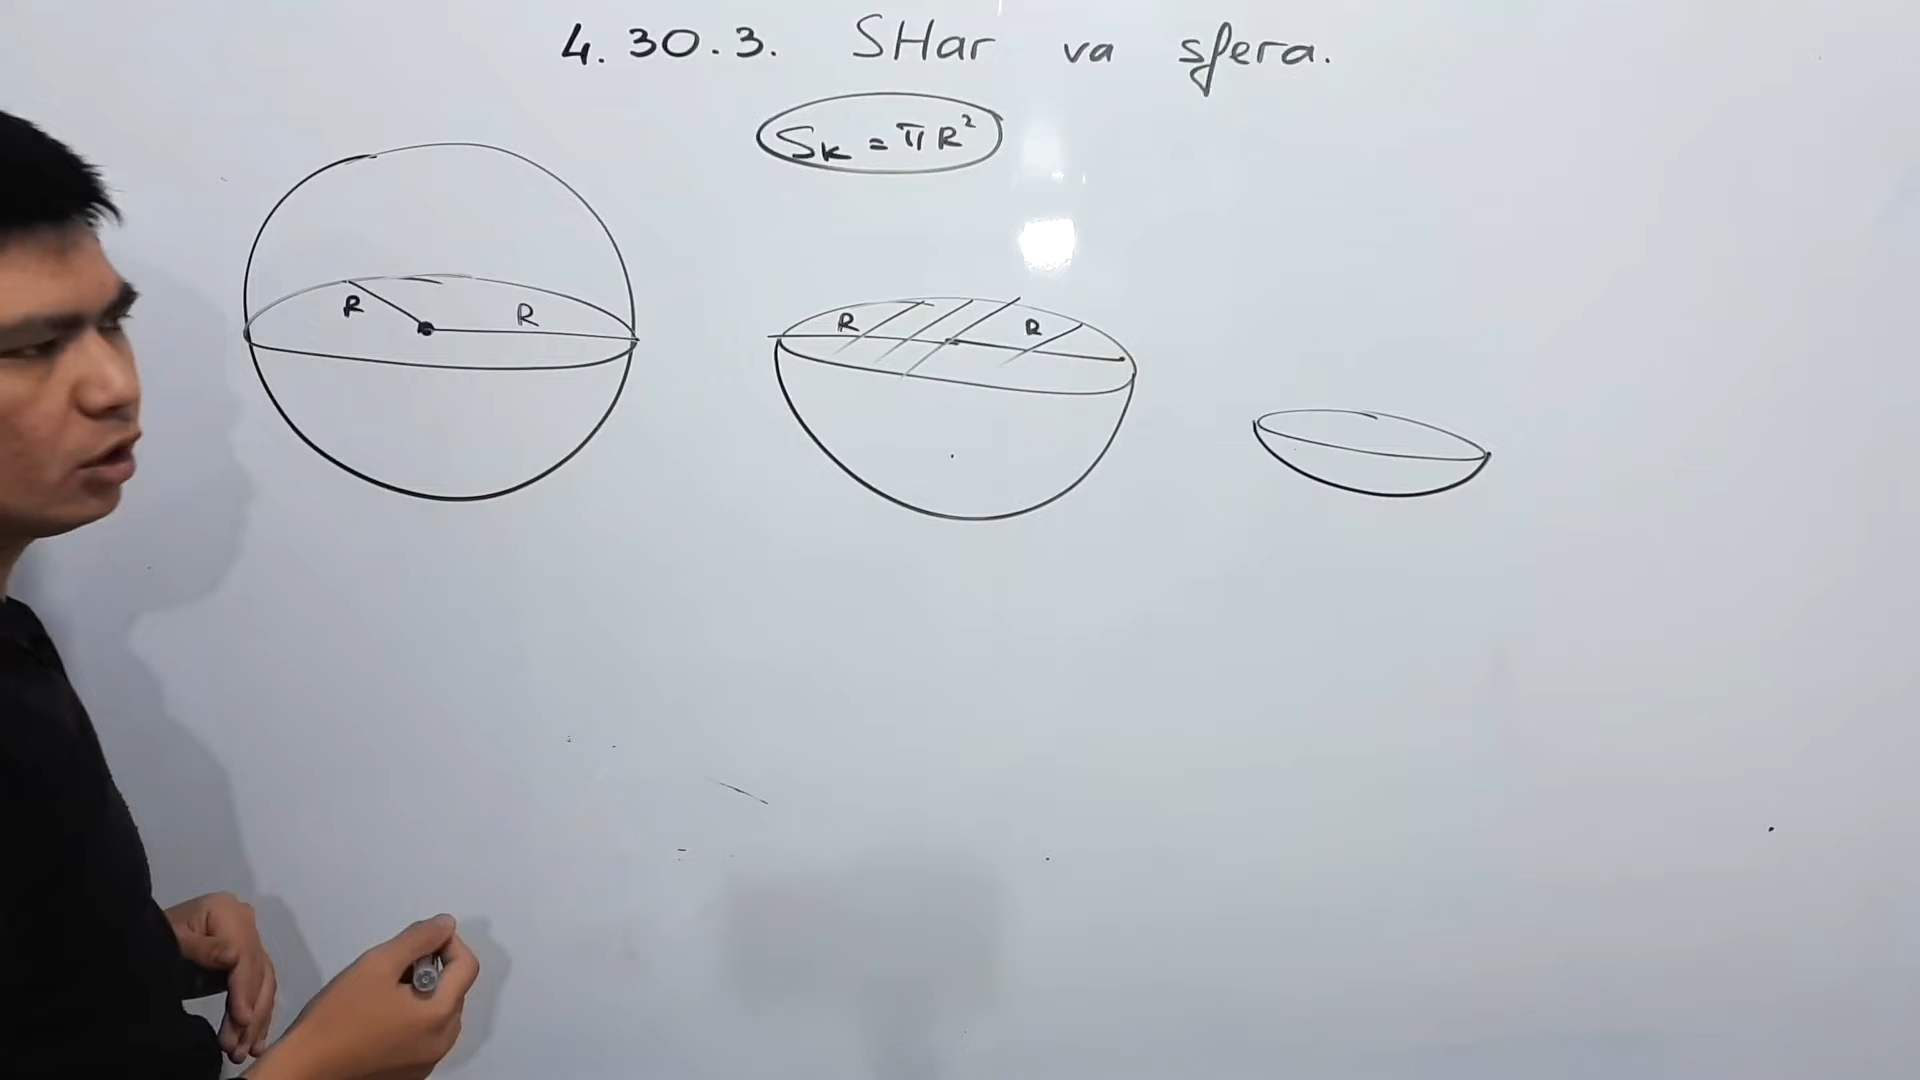 4.30.3. SHar va sfera.
Sₖ = πR²
R R
R R